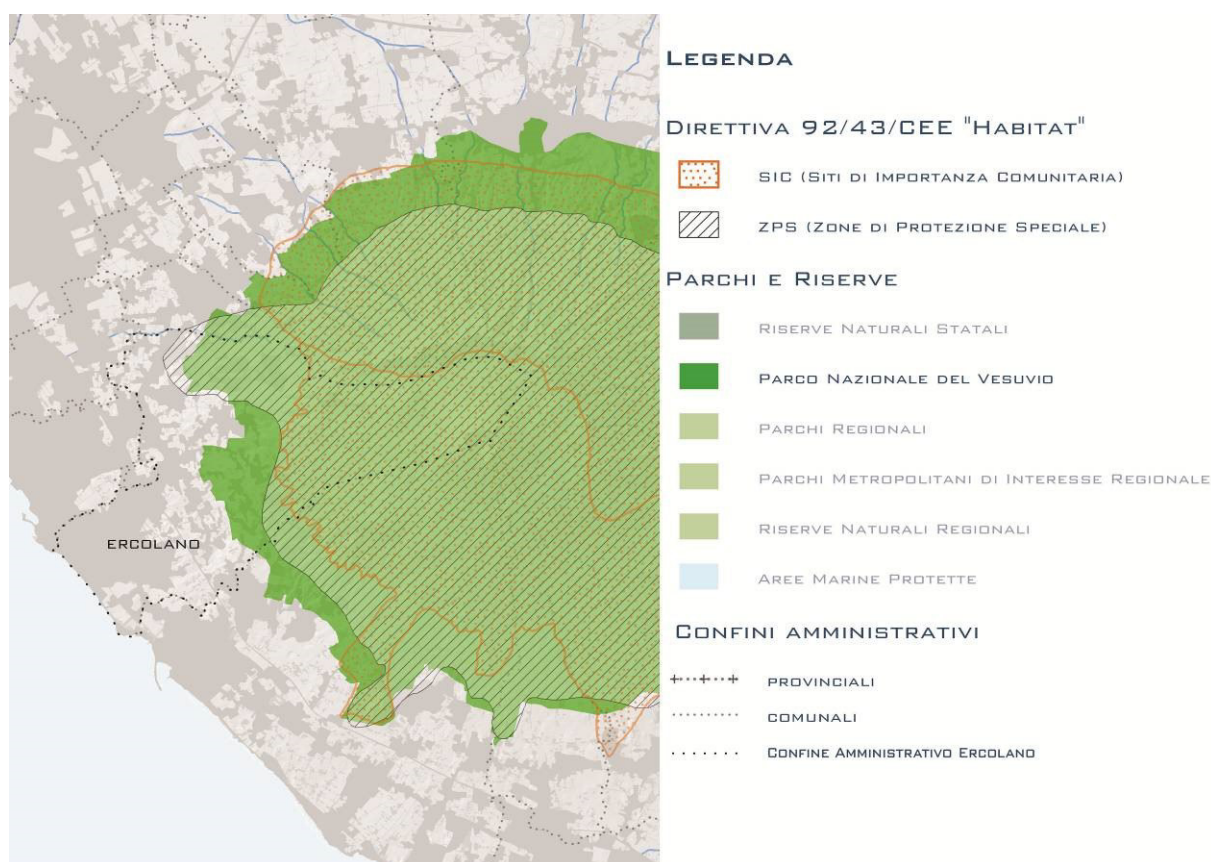 ERCOLANO
LEGENDA
DIRETTIVA 92/43/CEE "HABITAT"
SIC (SITI DI IMPORTANZA COMUNITARIA)
ZPS (ZONE DI PROTEZIONE SPECIALE)
PARCHI E RISERVE
RISERVE NATURALI STATALI
PARCO NAZIONALE DEL VESUVIO
PARCHI REGIONALI
PARCHI METROPOLITANI DI INTERESSE REGIONALE
RISERVE NATURALI REGIONALI
AREE MARINE PROTETTE
CONFINI AMMINISTRATIVI
PROVINCIALI
COMUNALI
CONFINE AMMINISTRATIVO ERCOLANO